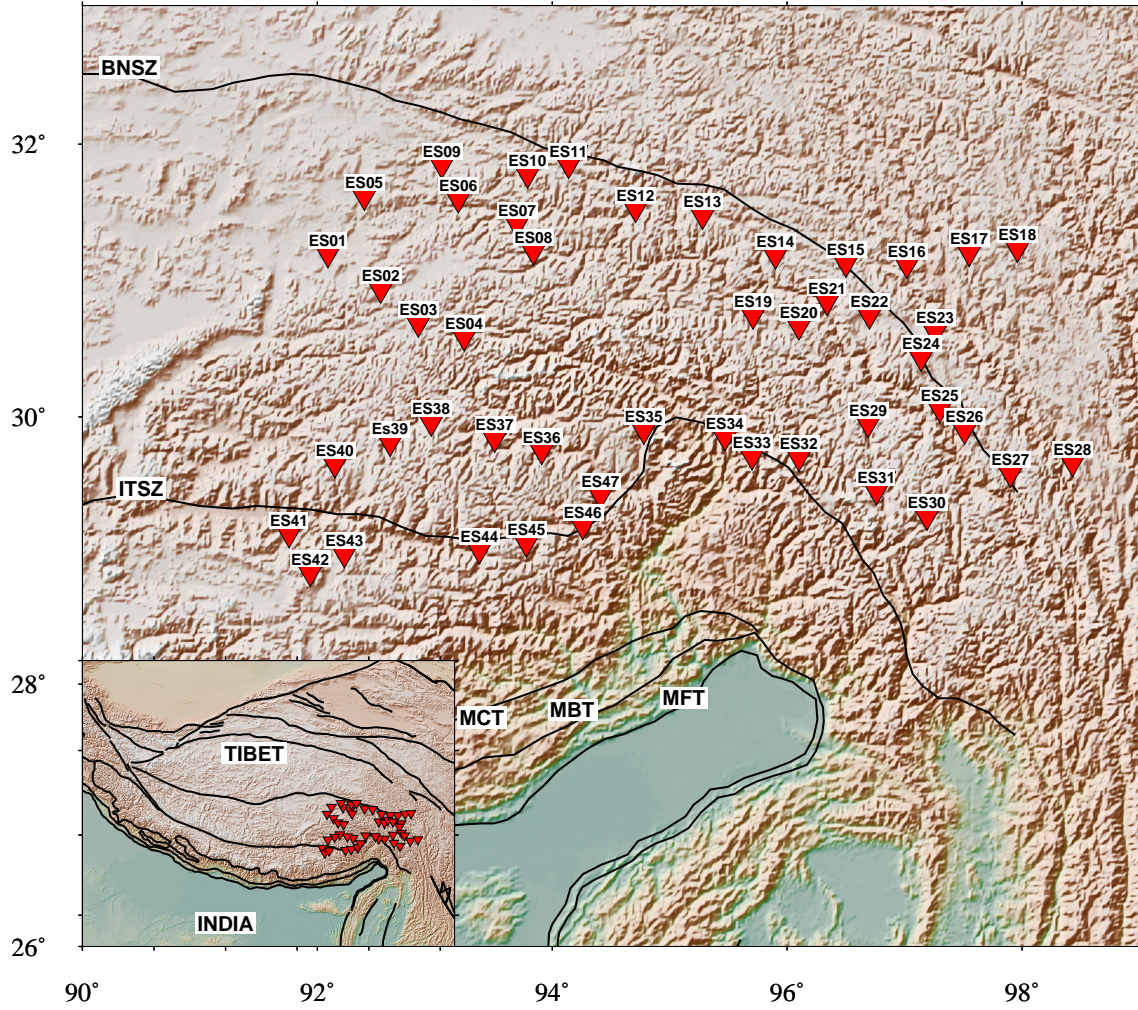 BNSZ
32°
ES09
ES10
ES11
ES05
ES06
ES12
ES13
ES07
ES01
ES08
ES14
ES15
ES16
ES17
ES18
ES02
ES21
ES03
ES04
ES19
ES20
ES22
ES23
ES24
30°
ES38
Es39
ES37
ES36
ES35
ES34
ES33
ES32
ES29
ES25
ES26
ES40
ES27
ES28
ITSZ
ES47
ES31
ES41
ES46
ES30
ES42
ES43
ES44
ES45
28°
MCT
MBT
MFT
TIBET
INDIA
26°
90°
92°
94°
96°
98°